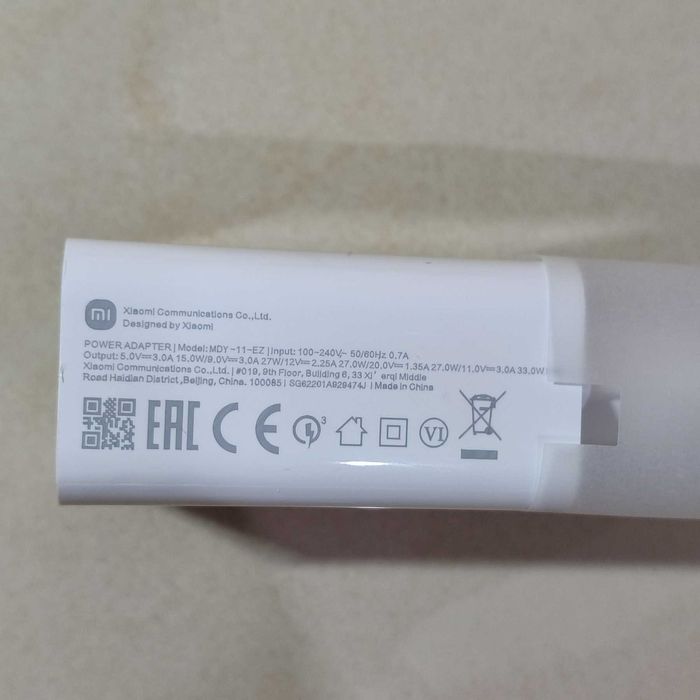 mi
Xiaomi Communications Co.,Ltd.
Designed by Xiaomi
POWER ADAPTER | Model: MDY-11-EZ | Input: 100-240V~ 50/60Hz 0.7A
Output: 5.0V⎓3.0A 15.0W/9.0V⎓3.0A 27W/12V⎓2.25A 27.0W/20.0V⎓1.35A 27.0W/11.0V⎓3.0A 33.0W
Xiaomi Communications Co., Ltd. | #019, 9th Floor, Building 6, 33 Xi' erqi Middle
Road Haidian District ,Beijing, China. 100085 | SG62201A929474J | Made in China
EAC CE 3 VI